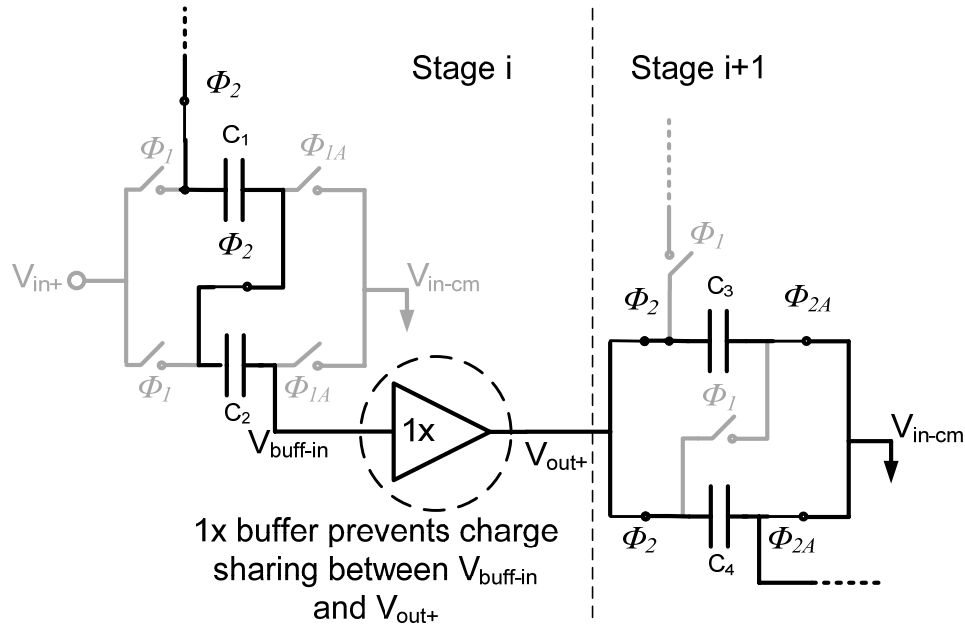 Stage i
Stage i+1
Φ2
C1
Φ1
Φ1A
Φ2
Vin+
Vin-cm
Φ1
C2
Φ1A
Vbuff-in
1x
Vout+
1x buffer prevents charge
sharing between Vbuff-in
and Vout+
Φ1
Φ2
C3
Φ2A
Φ1
Vin-cm
Φ2
C4
Φ2A